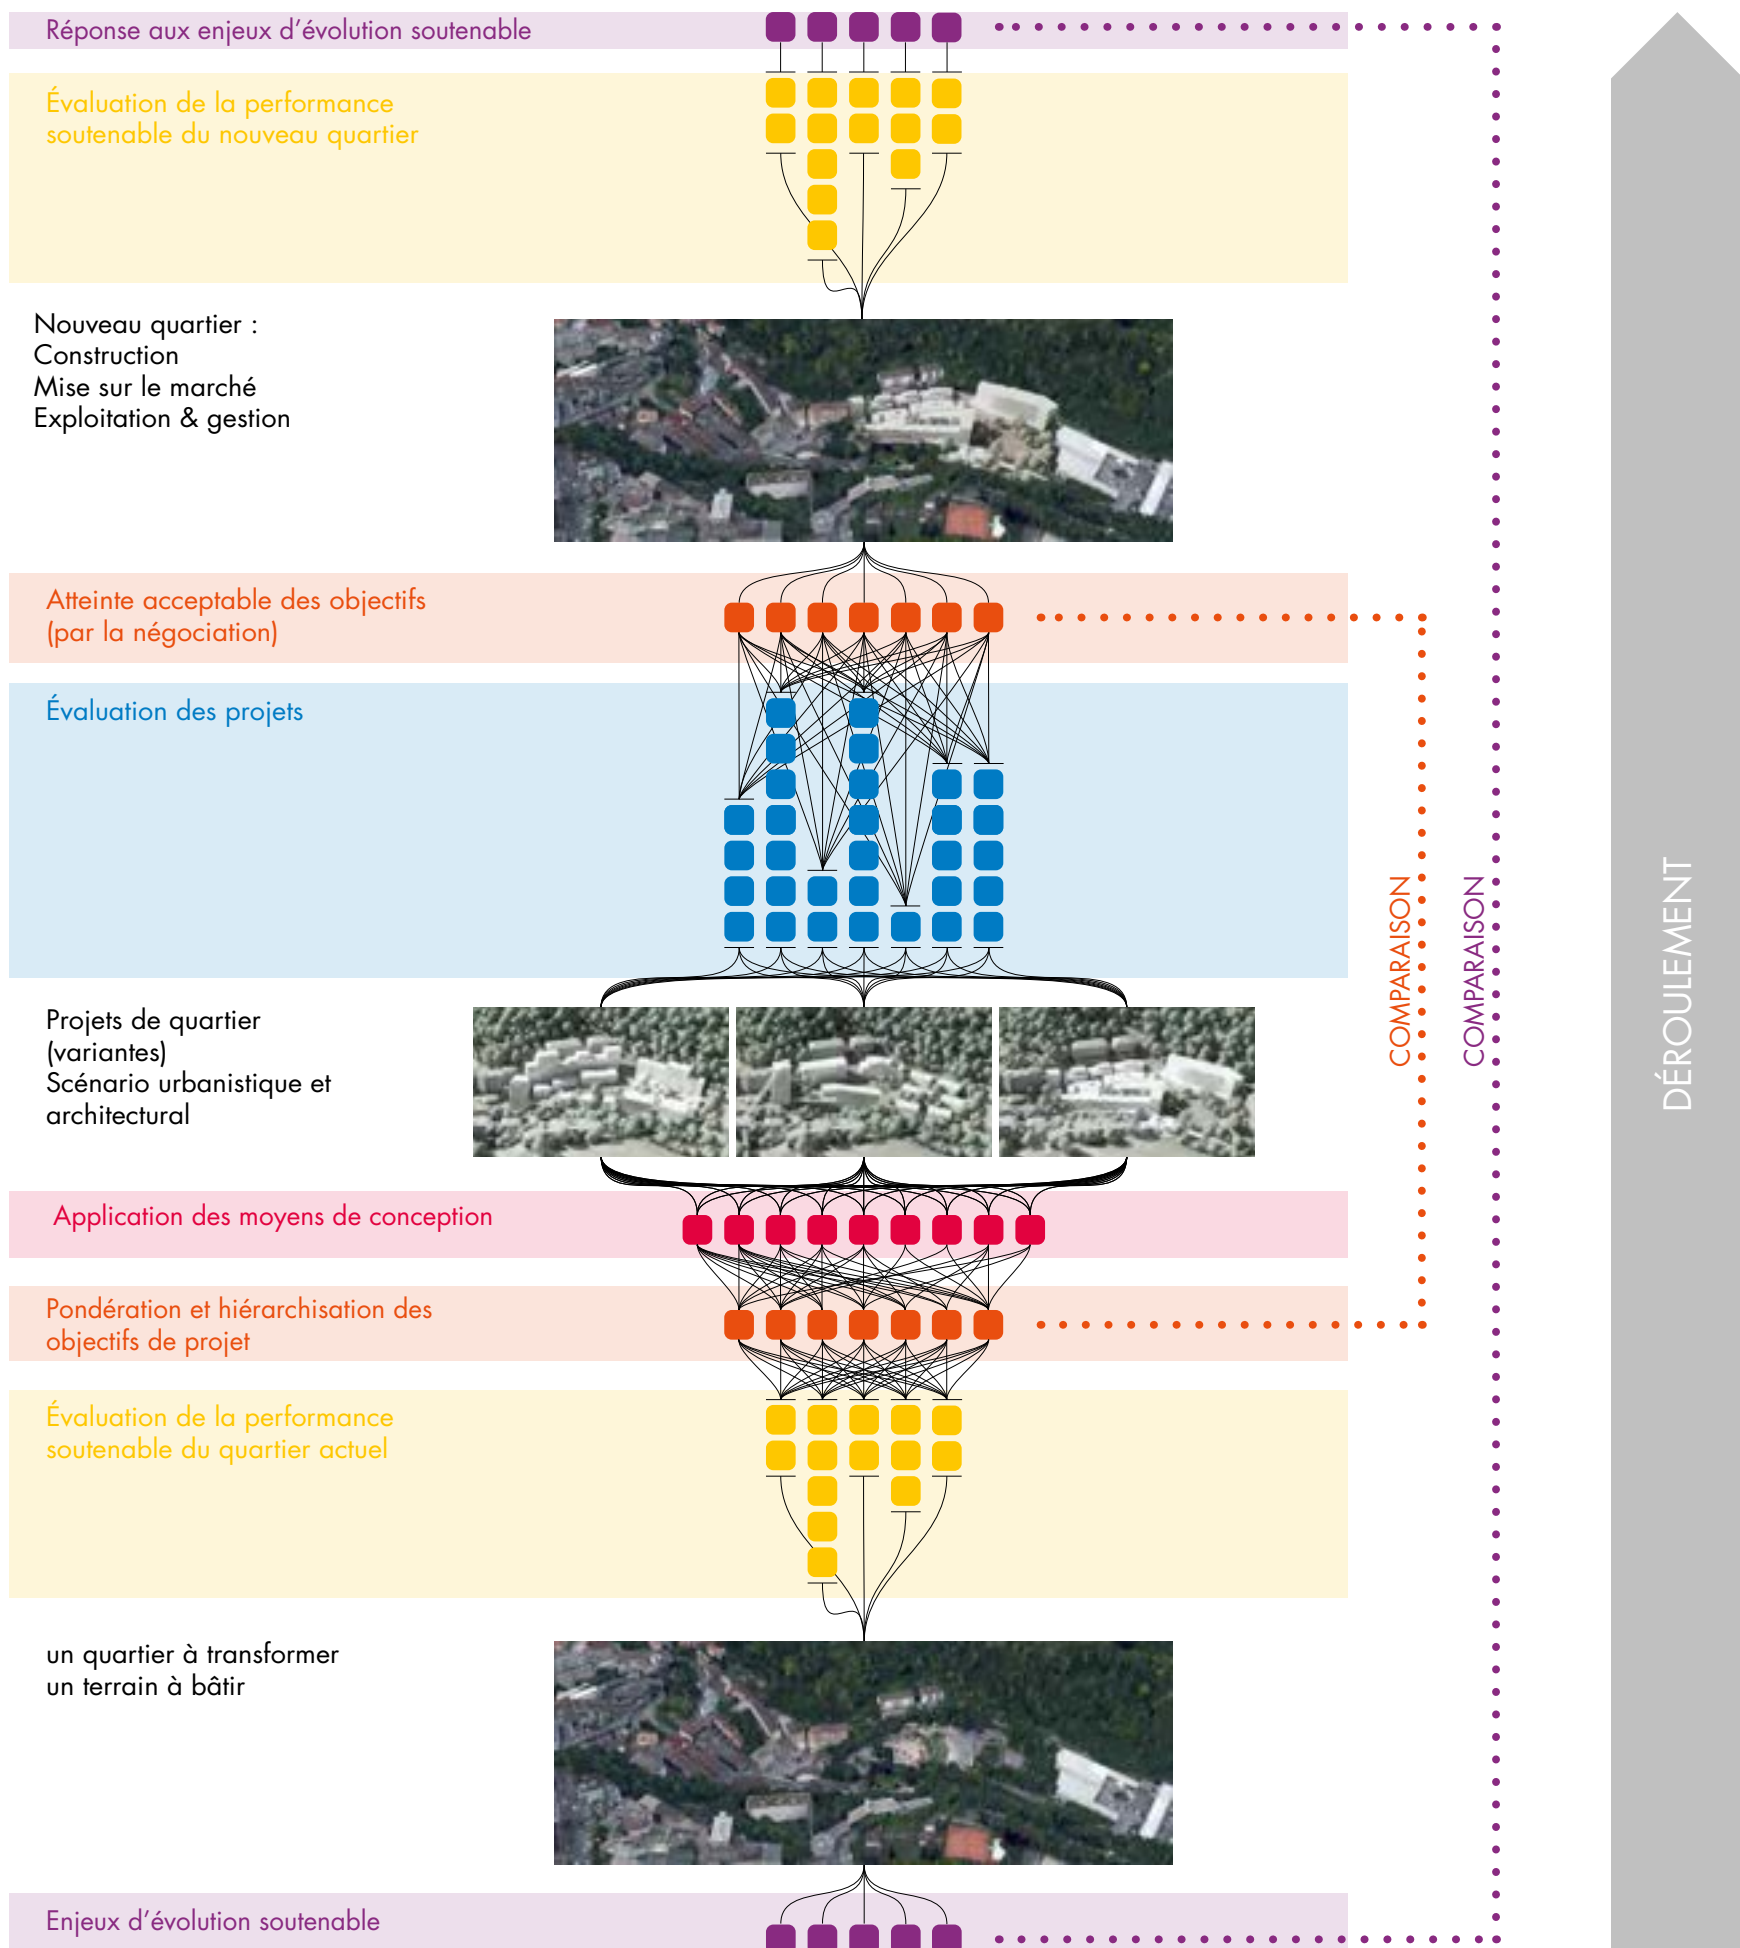 Réponse aux enjeux d’évolution soutenable
Évaluation de la performance
soutenable du nouveau quartier
Nouveau quartier :
Construction
Mise sur le marché
Exploitation & gestion
Atteinte acceptable des objectifs
(par la négociation)
Évaluation des projets
COMPARAISON
COMPARAISON
DÉROULEMENT
Projets de quartier
(variantes)
Scénario urbanistique et
architectural
Application des moyens de conception
Pondération et hiérarchisation des
objectifs de projet
Évaluation de la performance
soutenable du quartier actuel
un quartier à transformer
un terrain à bâtir
Enjeux d’évolution soutenable